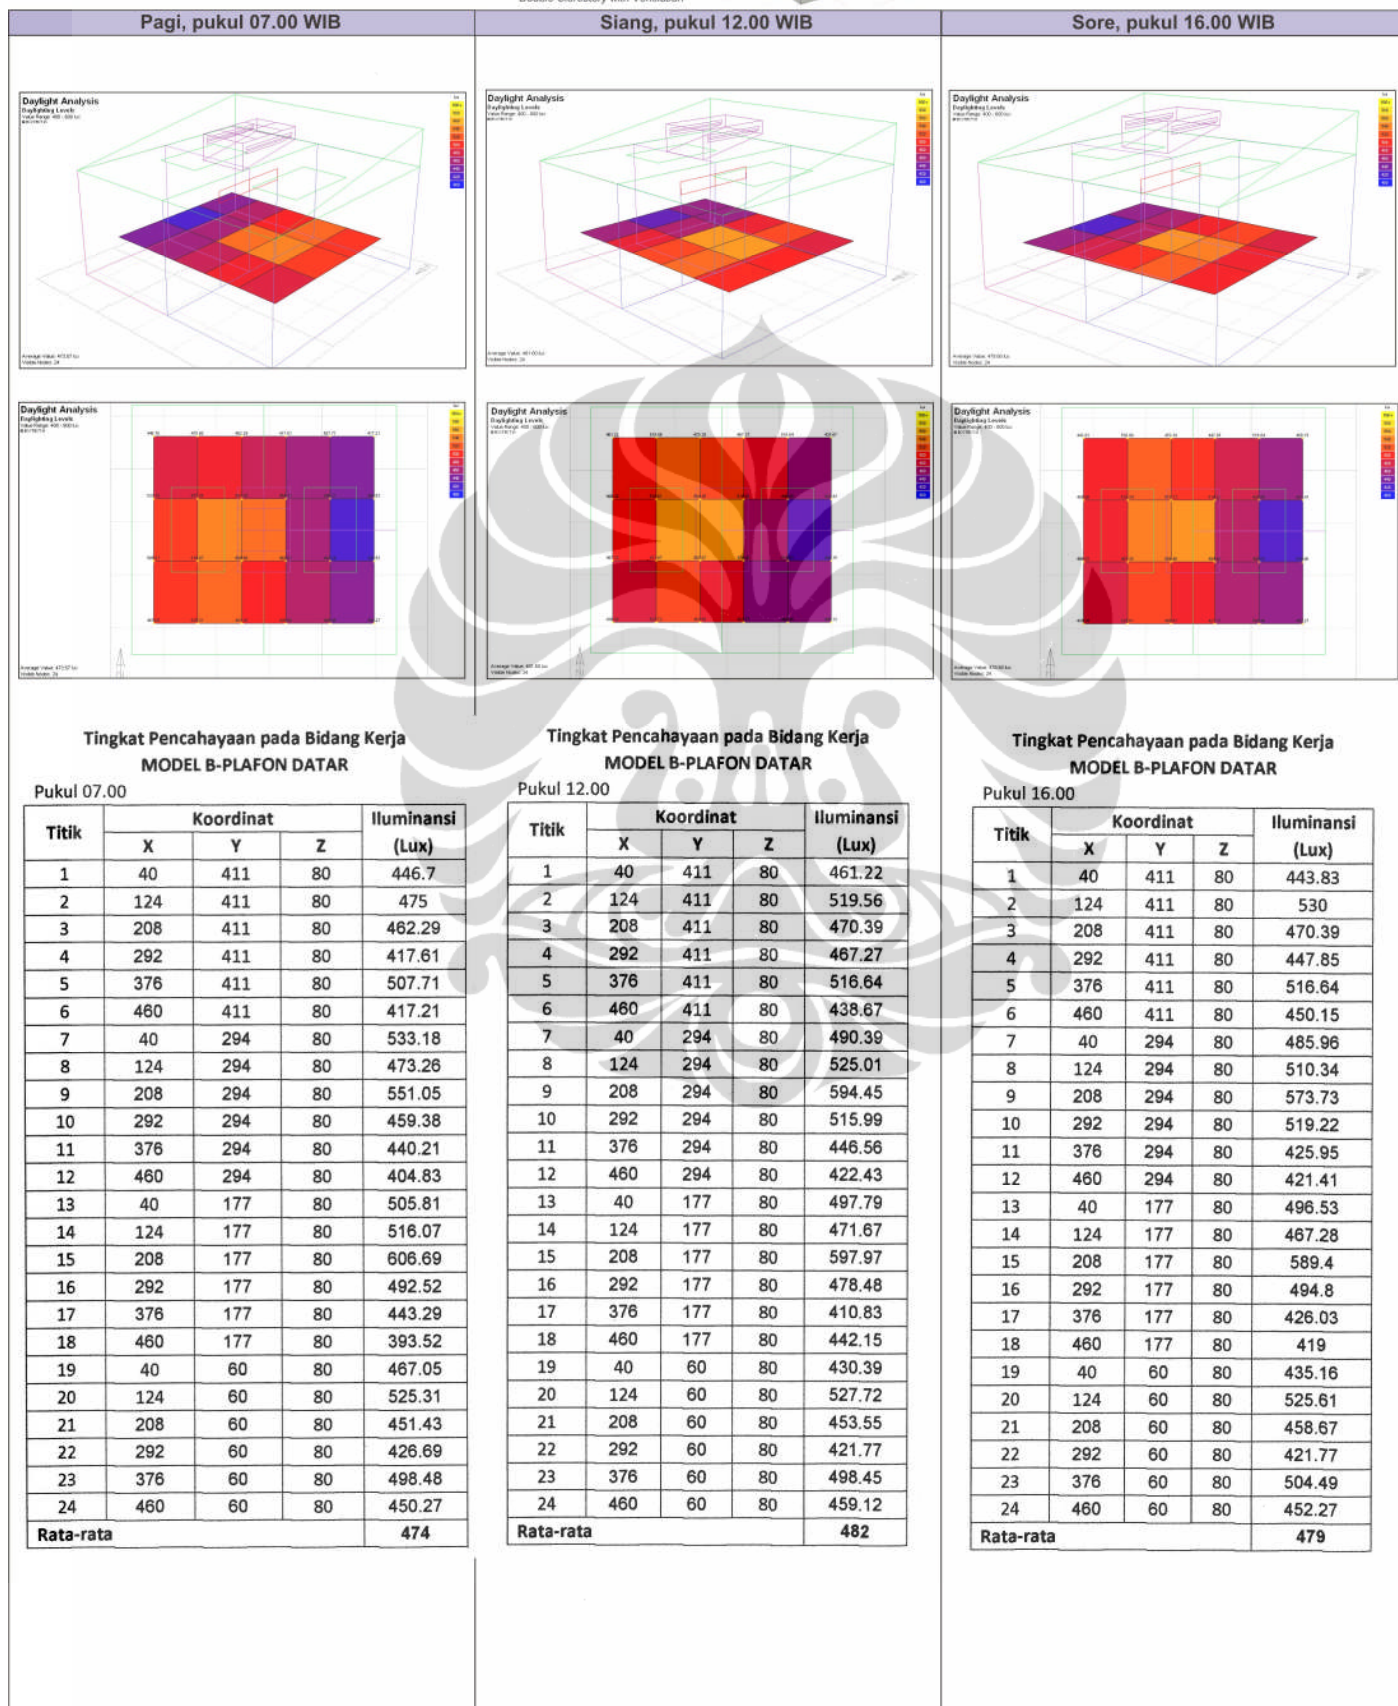 Double Clerestory with Ventilation
Pagi, pukul 07.00 WIB
Siang, pukul 12.00 WIB
Sore, pukul 16.00 WIB
Daylight Analysis
Daylighting Levels
Daylight Analysis
Daylighting Levels
Daylight Analysis
Daylighting Levels
Daylight Analysis
Daylighting Levels
Daylight Analysis
Daylighting Levels
Daylight Analysis
Daylighting Levels
Tingkat Pencahayaan pada Bidang Kerja
MODEL B-PLAFON DATAR
Pukul 07.00
Titik Koordinat Iluminansi
X Y Z (Lux)
1 40 411 80 446.7
2 124 411 80 475
3 208 411 80 462.29
4 292 411 80 417.61
5 376 411 80 507.71
6 460 411 80 417.21
7 40 294 80 533.18
8 124 294 80 473.26
9 208 294 80 551.05
10 292 294 80 459.38
11 376 294 80 440.21
12 460 294 80 404.83
13 40 177 80 505.81
14 124 177 80 516.07
15 208 177 80 606.69
16 292 177 80 492.52
17 376 177 80 443.29
18 460 177 80 393.52
19 40 60 80 467.05
20 124 60 80 525.31
21 208 60 80 451.43
22 292 60 80 426.69
23 376 60 80 498.48
24 460 60 80 450.27
Rata-rata 474
Tingkat Pencahayaan pada Bidang Kerja
MODEL B-PLAFON DATAR
Pukul 12.00
Titik Koordinat Iluminansi
X Y Z (Lux)
1 40 411 80 461.22
2 124 411 80 519.56
3 208 411 80 470.39
4 292 411 80 467.27
5 376 411 80 516.64
6 460 411 80 438.67
7 40 294 80 490.39
8 124 294 80 525.01
9 208 294 80 594.45
10 292 294 80 515.99
11 376 294 80 446.56
12 460 294 80 422.43
13 40 177 80 497.79
14 124 177 80 471.67
15 208 177 80 597.97
16 292 177 80 478.48
17 376 177 80 410.83
18 460 177 80 442.15
19 40 60 80 430.39
20 124 60 80 527.72
21 208 60 80 453.55
22 292 60 80 421.77
23 376 60 80 498.45
24 460 60 80 459.12
Rata-rata 482
Tingkat Pencahayaan pada Bidang Kerja
MODEL B-PLAFON DATAR
Pukul 16.00
Titik Koordinat Iluminansi
X Y Z (Lux)
1 40 411 80 443.83
2 124 411 80 530
3 208 411 80 470.39
4 292 411 80 447.85
5 376 411 80 516.64
6 460 411 80 450.15
7 40 294 80 485.96
8 124 294 80 510.34
9 208 294 80 573.73
10 292 294 80 519.22
11 376 294 80 425.95
12 460 294 80 421.41
13 40 177 80 496.53
14 124 177 80 467.28
15 208 177 80 589.4
16 292 177 80 494.8
17 376 177 80 426.03
18 460 177 80 419
19 40 60 80 435.16
20 124 60 80 525.61
21 208 60 80 458.67
22 292 60 80 421.77
23 376 60 80 504.49
24 460 60 80 452.27
Rata-rata 479